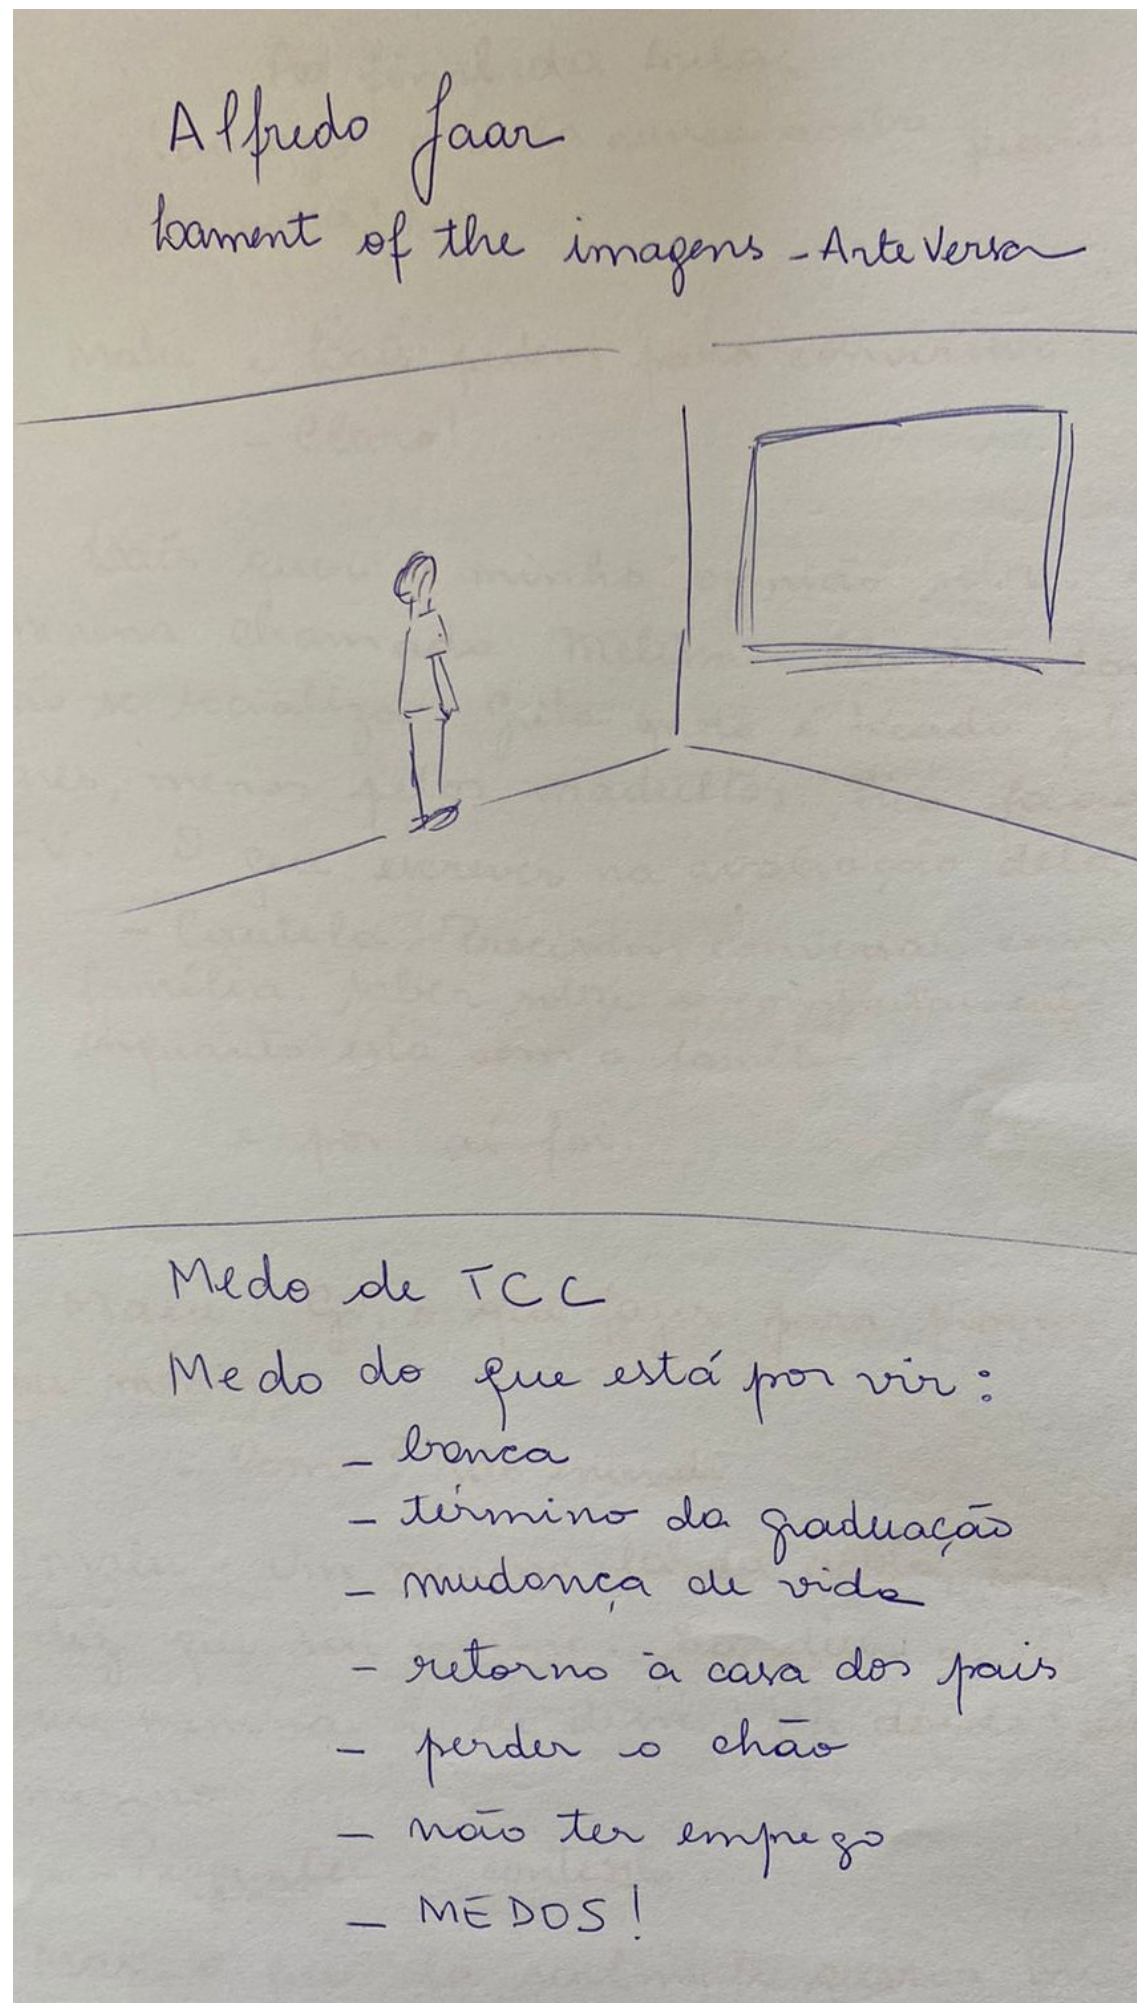 Alfredo Jaar
Lament of the imagens - Arte Versa
Medo de TCC
Medo do que está por vir:
- banca
- término da graduação
- mudança de vida
- retorno à casa dos pais
- perder o chão
- não ter emprego
- MEDOS!